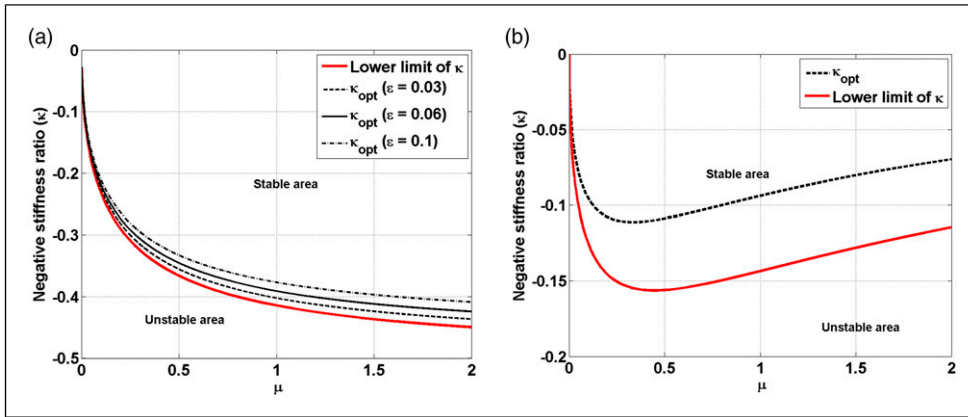 (a)
0
-0.1
-0.2
-0.3
-0.4
-0.5
Negative stiffness ratio (κ)
Lower limit of κ
κopt (ε = 0.03)
κopt (ε = 0.06)
κopt (ε = 0.1)
Stable area
Unstable area
0 0.5 1 1.5 2
μ
(b)
0
-0.05
-0.1
-0.15
-0.2
Negative stiffness ratio (κ)
κopt
Lower limit of κ
Stable area
Unstable area
0 0.5 1 1.5 2
μ